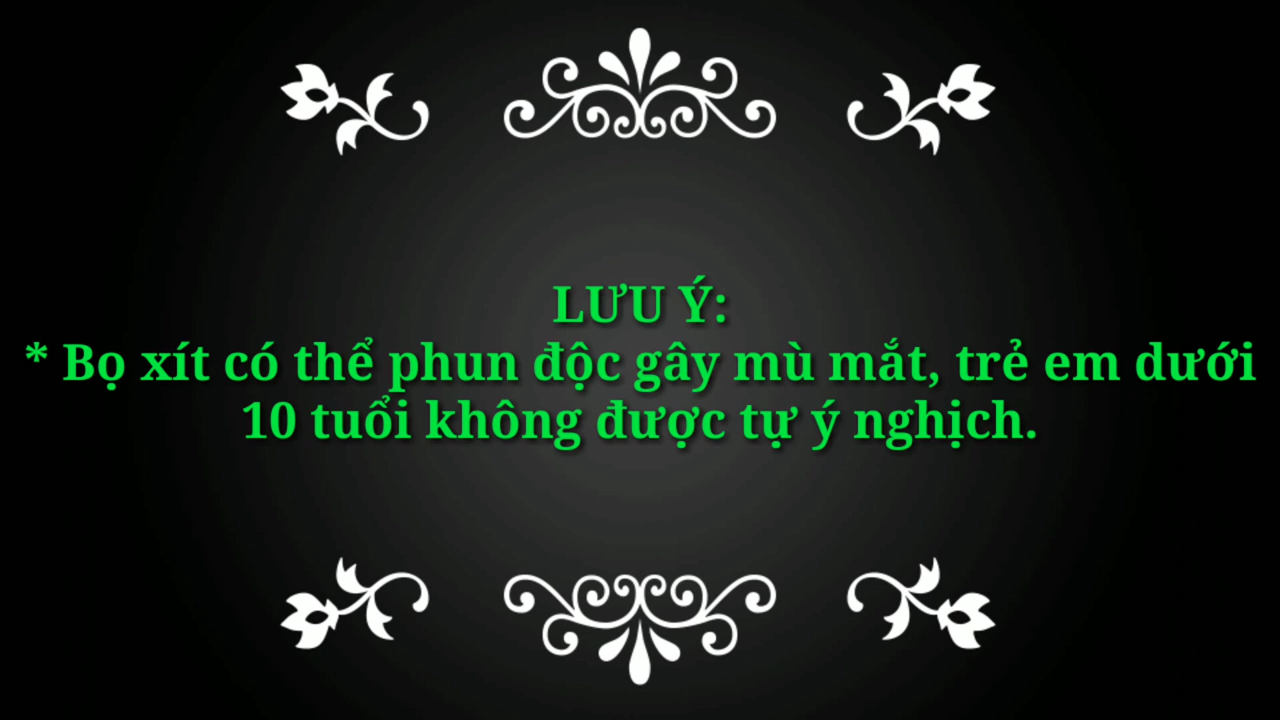 LƯU Ý:
* Bọ xít có thể phun độc gây mù mắt, trẻ em dưới
10 tuổi không được tự ý nghịch.